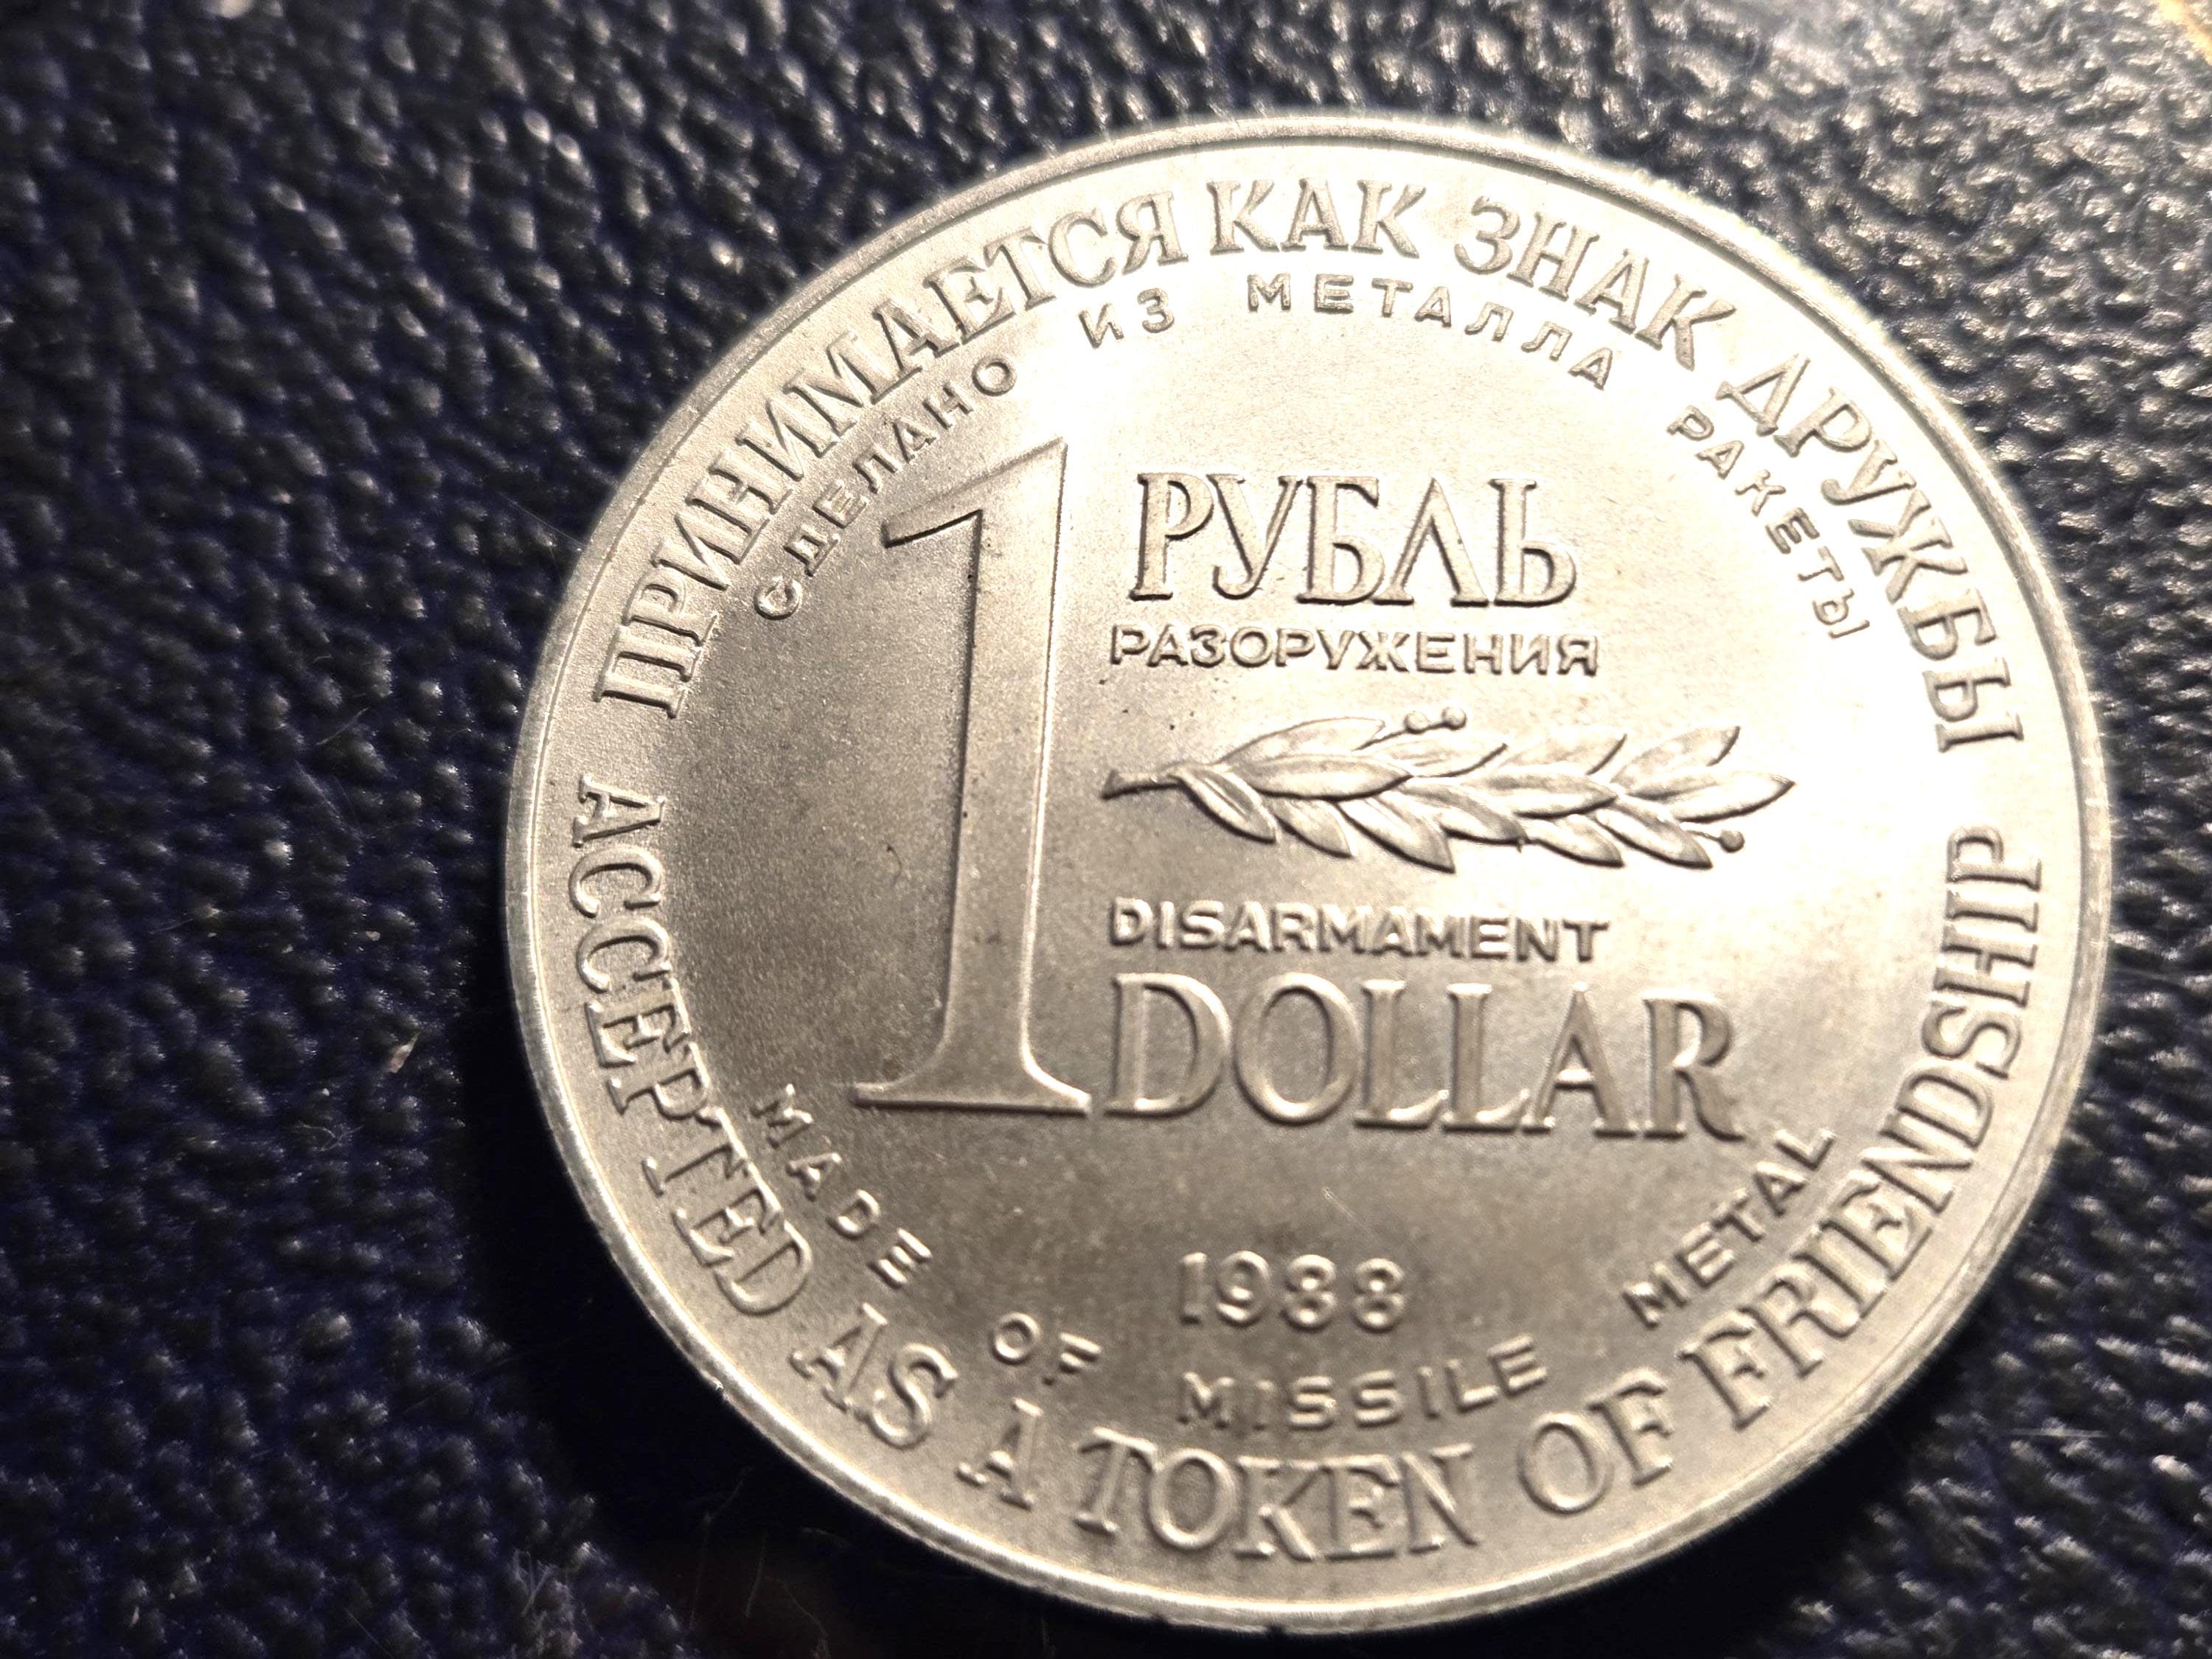 ПРИНИМАЕТСЯ КАК ЗНАК ДРУЖБЫ
СДЕЛАНО ИЗ МЕТАЛЛА РАКЕТЫ
1 РУБЛЬ
РАЗОРУЖЕНИЯ
DISARMAMENT
DOLLAR
1988
MADE OF MISSILE METAL
ACCEPTED AS A TOKEN OF FRIENDSHIP